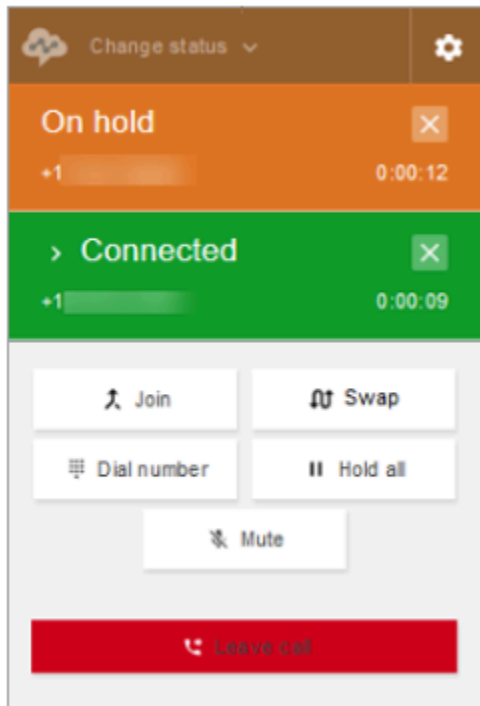 Change status
On hold
+1
0:00:12
Connected
+1
0:00:09
Join
Swap
Dial number
Hold all
Mute
Leave call